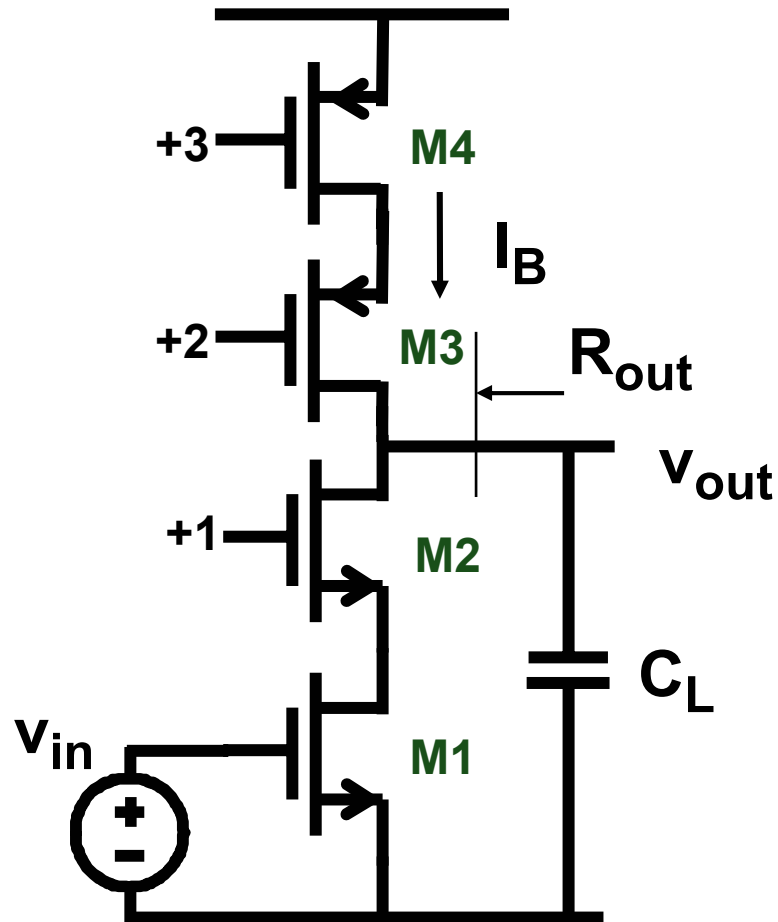 +3
M4
I_B
+2
M3
R_out
v_out
+1
M2
C_L
v_in
M1
+
-